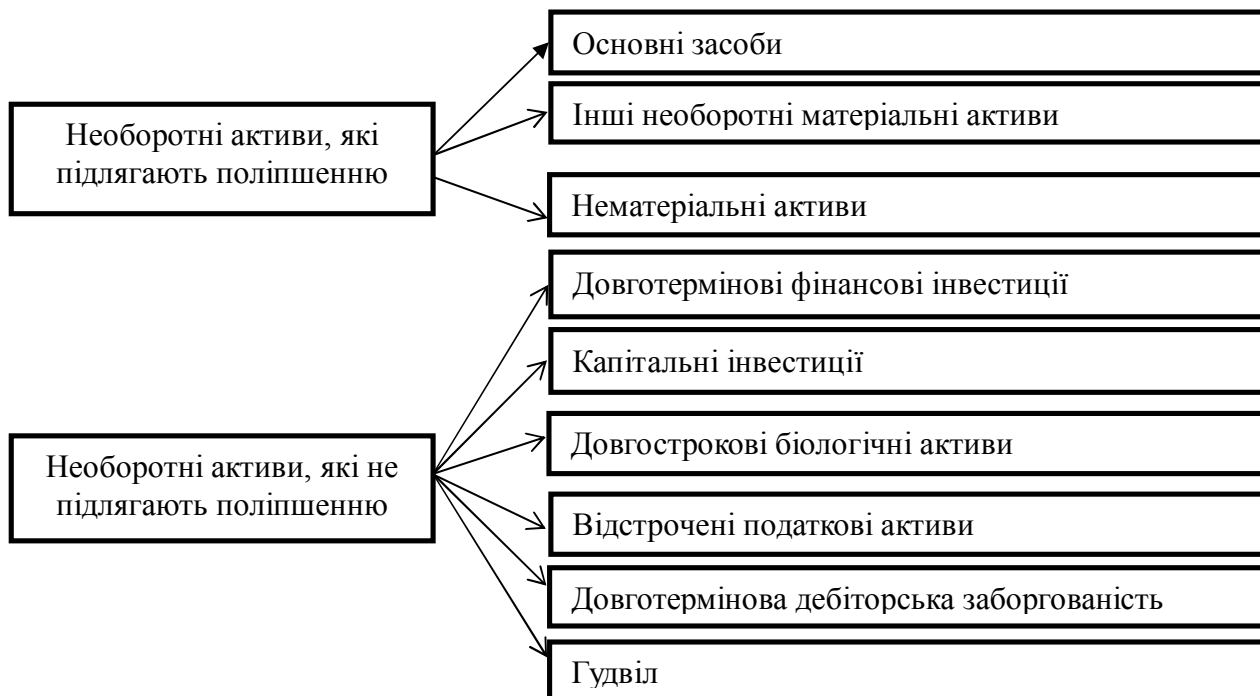 Необоротні активи, які
підлягають поліпшенню
Основні засоби
Інші необоротні матеріальні активи
Нематеріальні активи
Необоротні активи, які не
підлягають поліпшенню
Довготермінові фінансові інвестиції
Капітальні інвестиції
Довгострокові біологічні активи
Відстрочені податкові активи
Довготермінова дебіторська заборгованість
Гудвіл